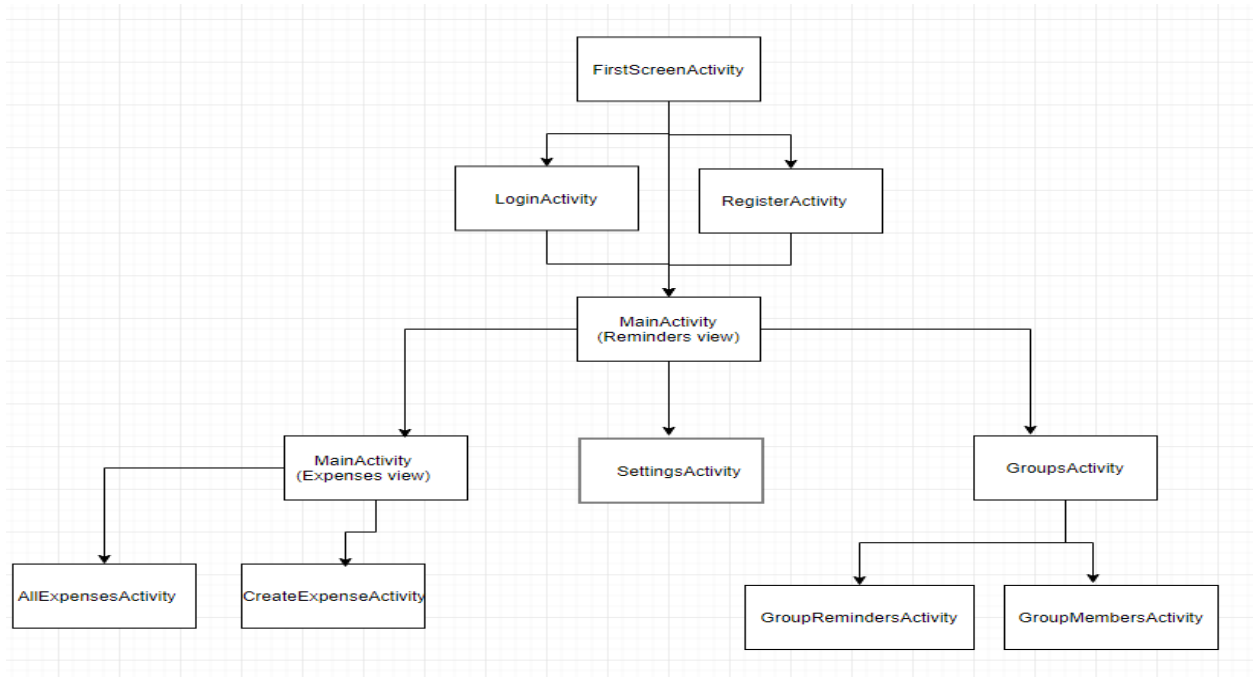 FirstScreenActivity
LoginActivity
RegisterActivity
MainActivity
(Reminders view)
MainActivity
(Expenses view)
SettingsActivity
GroupsActivity
AllExpensesActivity
CreateExpenseActivity
GroupRemindersActivity
GroupMembersActivity